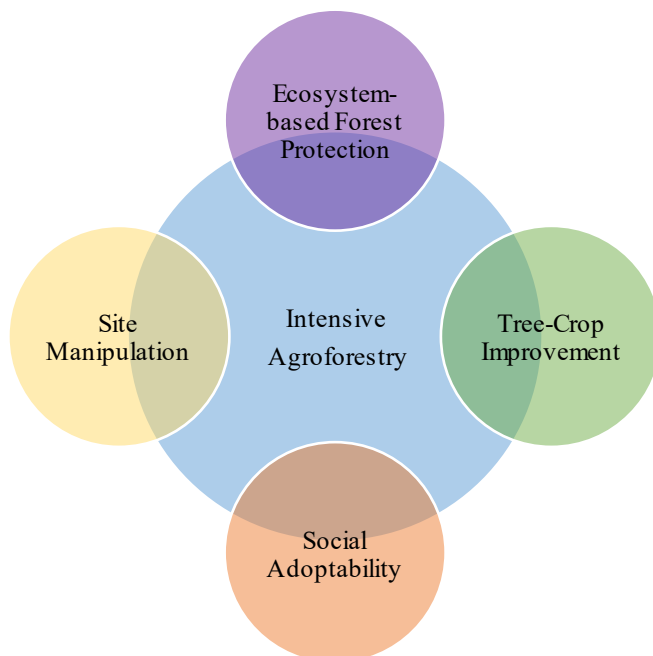 Ecosystem-
based Forest
Protection
Site
Manipulation
Intensive
Agroforestry
Tree-Crop
Improvement
Social
Adoptability